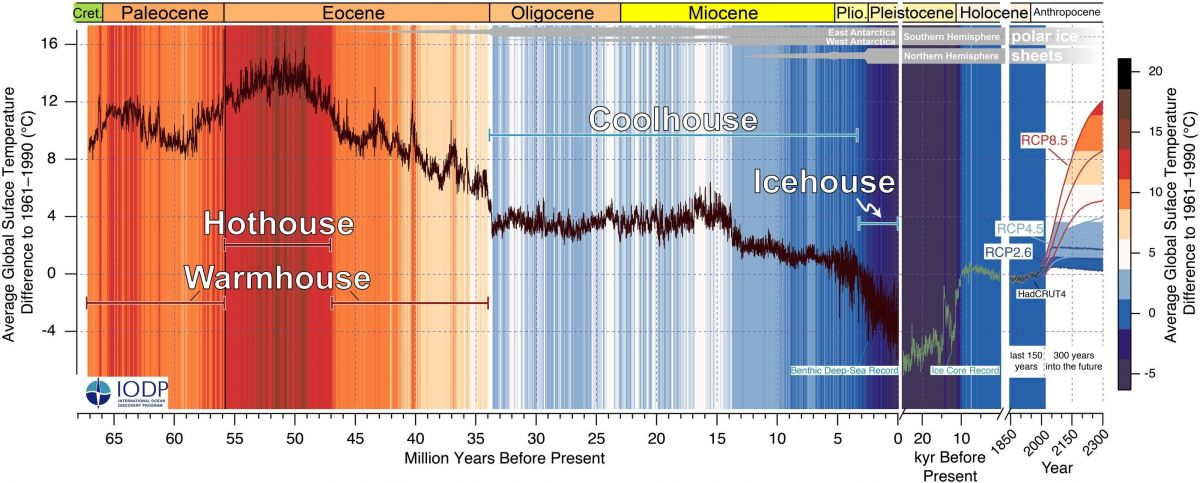 Cret. Paleocene Eocene Oligocene Miocene Plio. Pleistocene Holocene Anthropocene
East Antarctica
West Antarctica
Southern Hemisphere
polar ice
Northern Hemisphere
sheets
16
12
8
4
0
-4
Average Global Suface Temperature
Difference to 1961–1990 (°C)
Coolhouse
Icehouse
Hothouse
Warmhouse
RCP8.5
RCP4.5
RCP2.6
HadCRUT4
last 150
years
300 years
into the future
Benthic Deep-Sea Record
Ice Core Record
IODP
INTERNATIONAL OCEAN
DISCOVERY PROGRAM
65 60 55 50 45 40 35 30 25 20 15 10 5 0 20 10 1850 2000 2150 2300
Million Years Before Present
kyr Before
Present
Year
20
15
10
5
0
-5
Average Global Suface Temperature
Difference to 1961–1990 (°C)